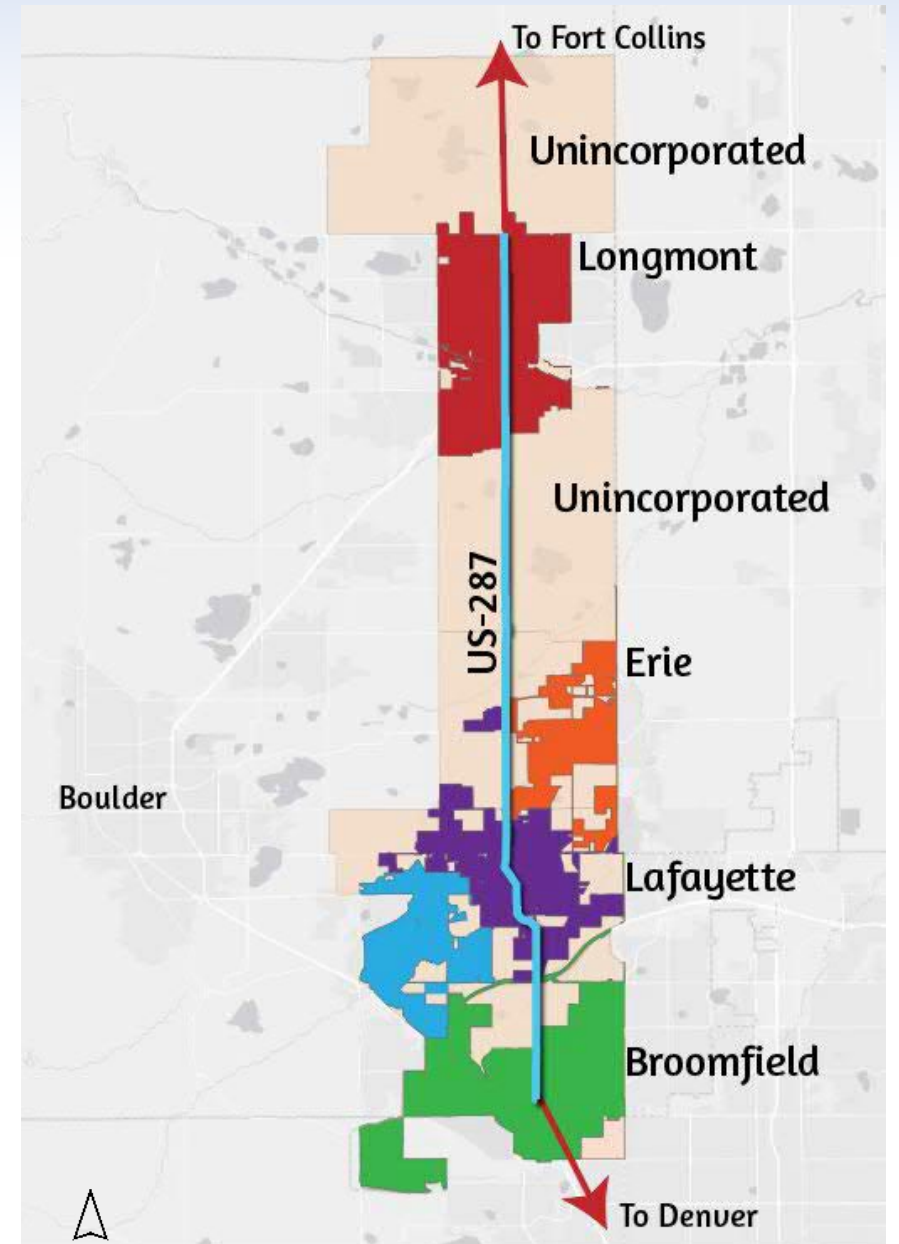 To Fort Collins
Unincorporated
Longmont
Unincorporated
US-287
Erie
Boulder
Lafayette
Broomfield
To Denver